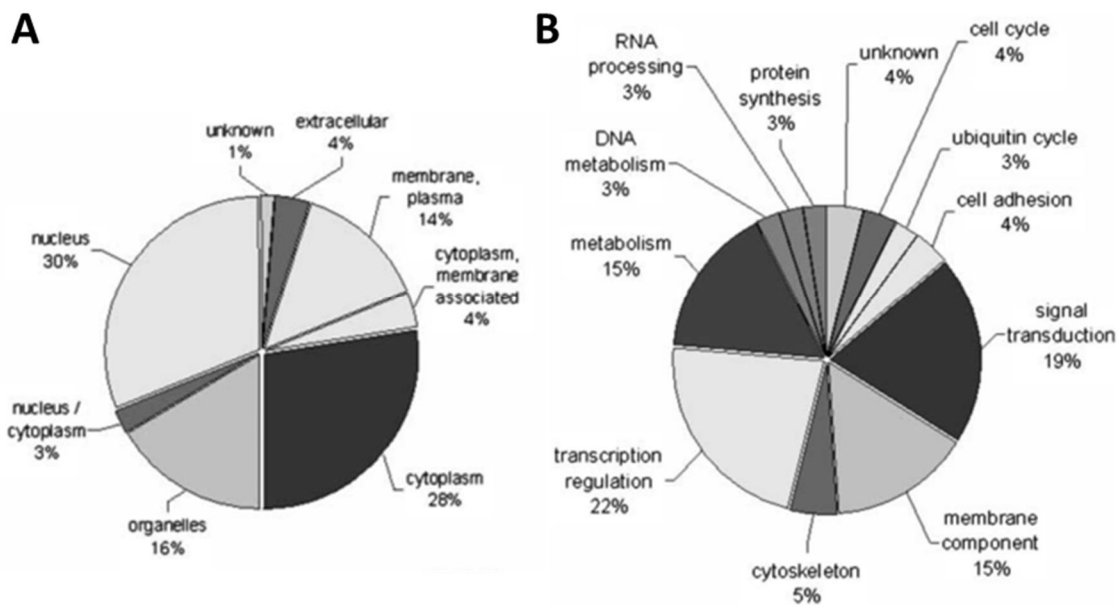 A
unknown
1%
extracellular
4%
membrane,
plasma
14%
cytoplasm,
membrane
associated
4%
cytoplasm
28%
organelles
16%
nucleus /
cytoplasm
3%
nucleus
30%
B
unknown
4%
cell cycle
4%
ubiquitin cycle
3%
cell adhesion
4%
signal
transduction
19%
membrane
component
15%
cytoskeleton
5%
transcription
regulation
22%
metabolism
15%
DNA
metabolism
3%
RNA
processing
3%
protein
synthesis
3%